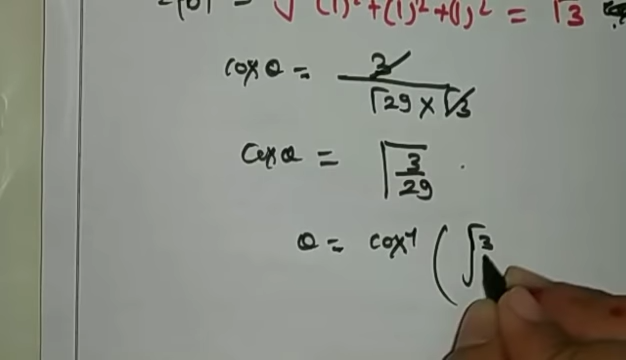 = √(1)²+(1)²+(1)² = √3
cos θ = 3 / √29 × √3
cos θ = √3/29
θ = cos⁻¹ ( √3